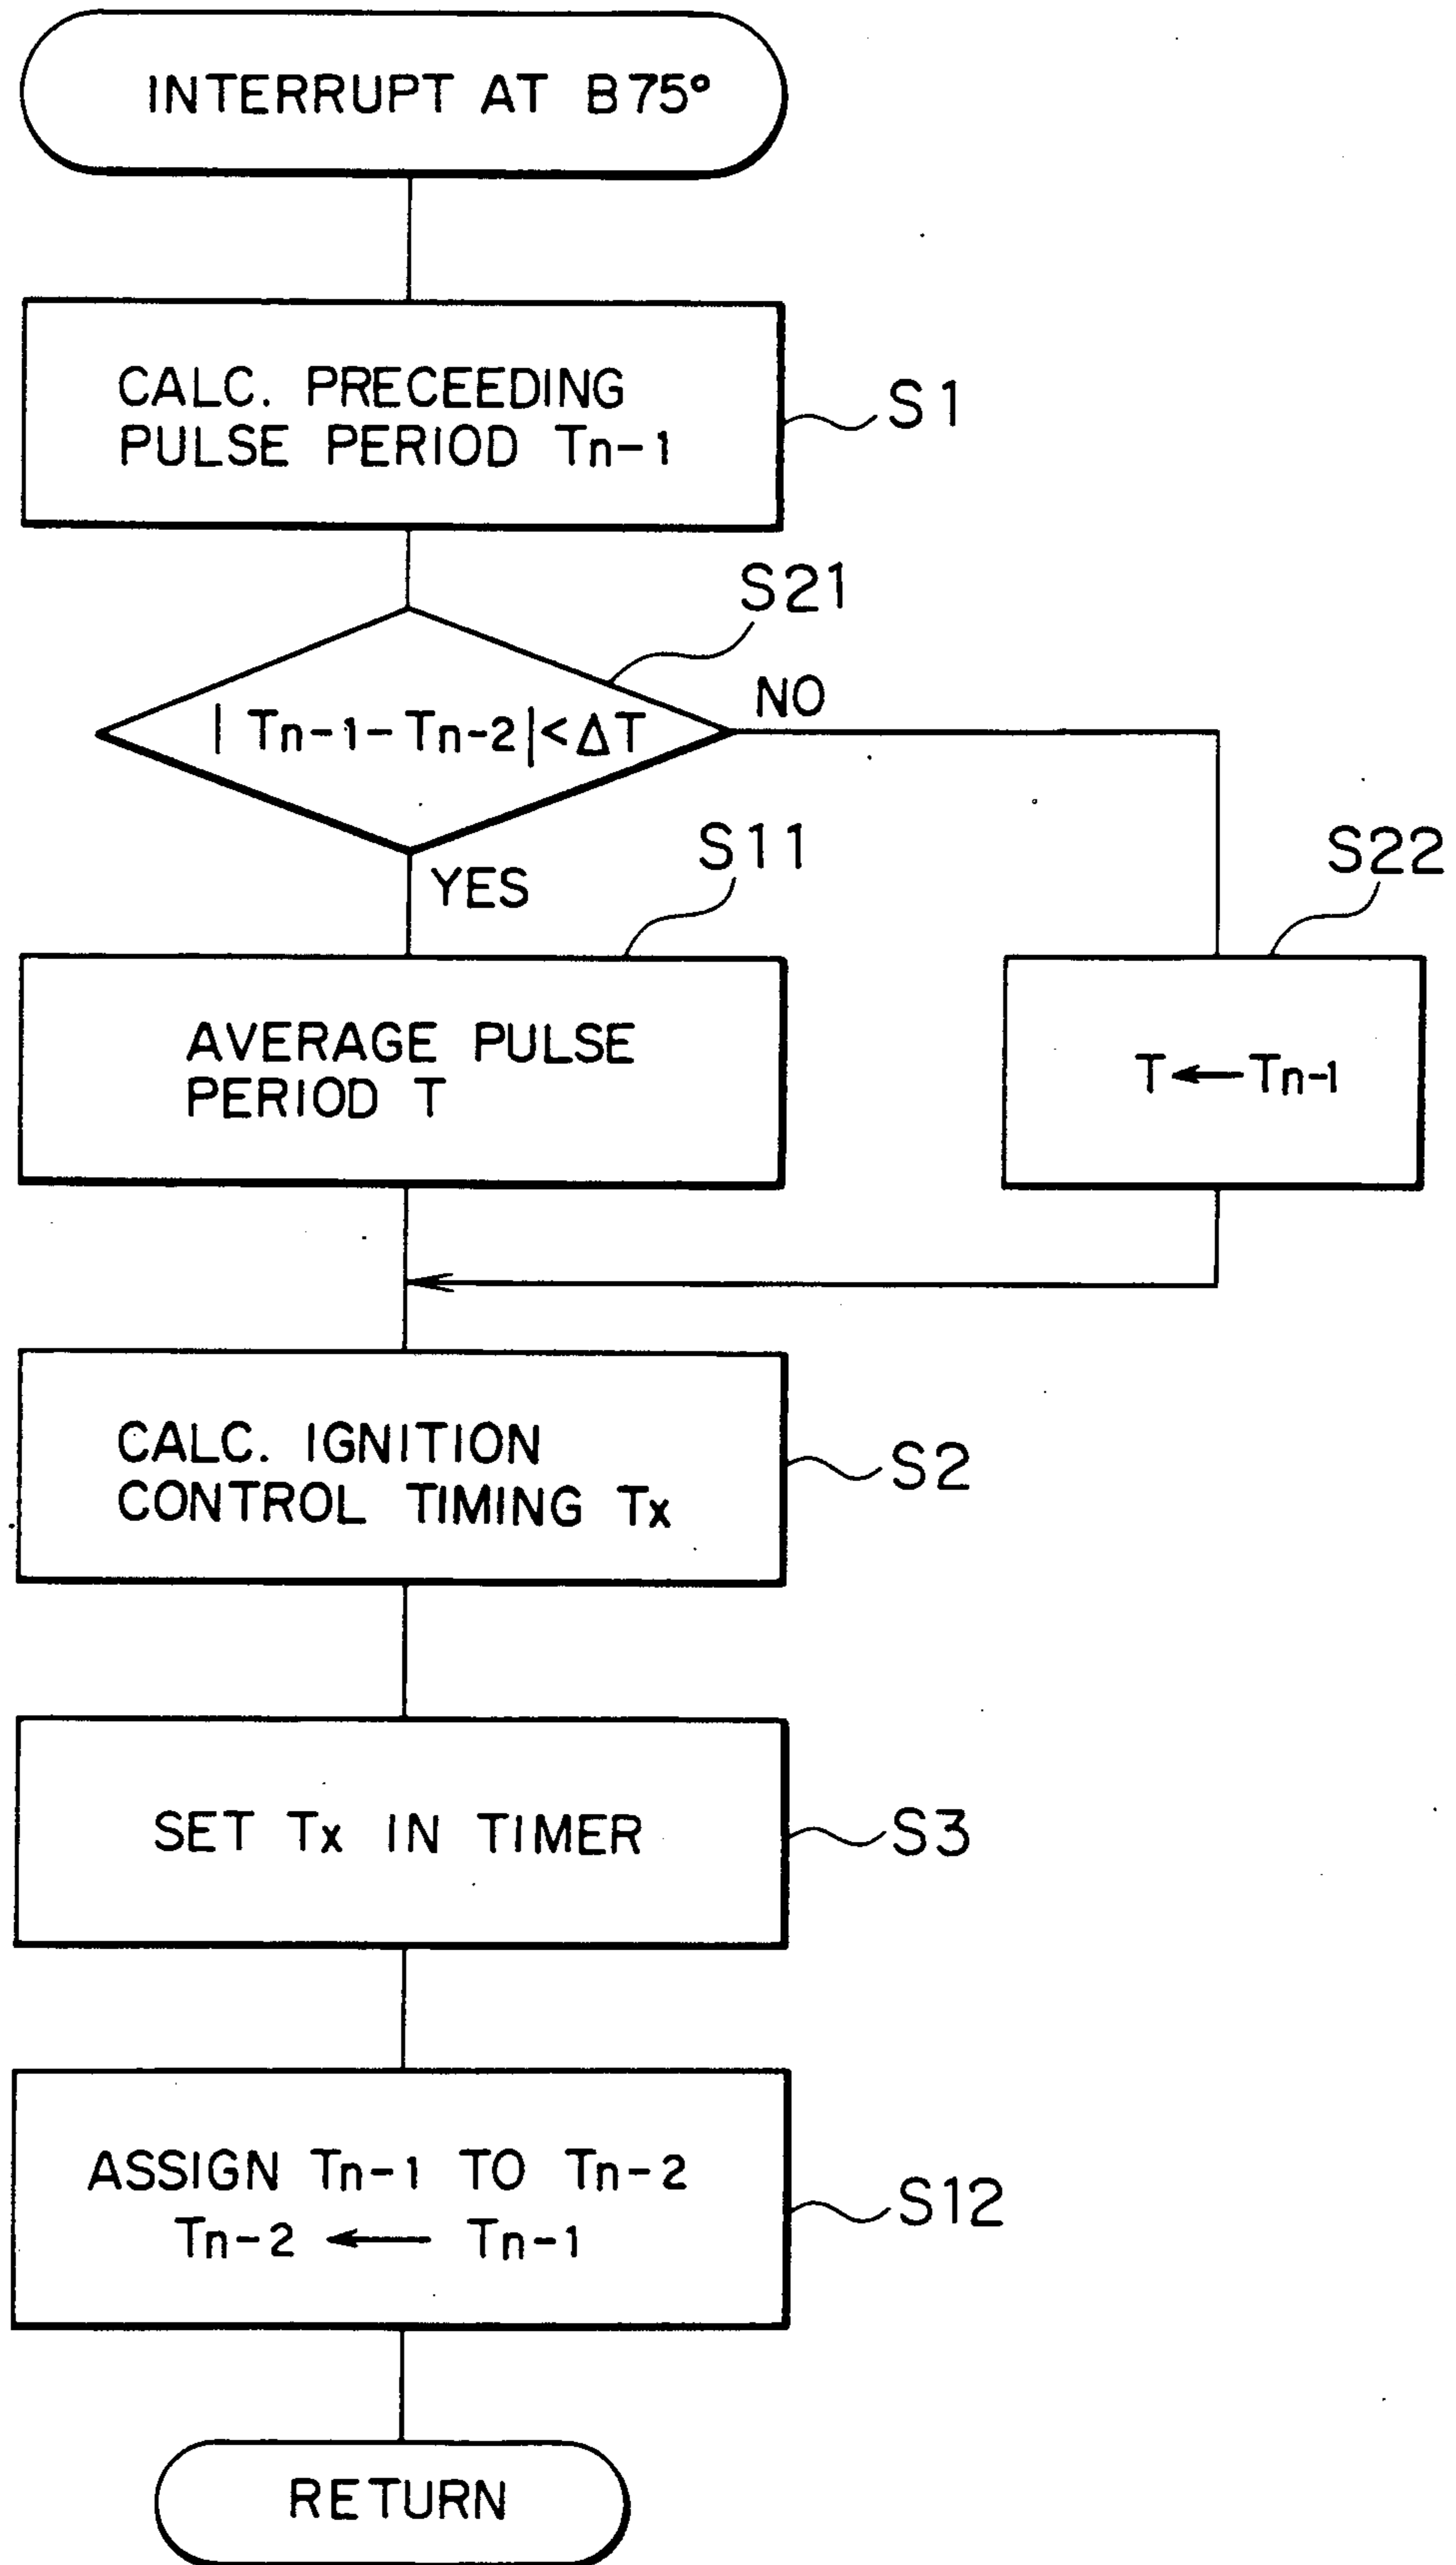 INTERRUPT AT B75°
CALC. PRECEEDING
PULSE PERIOD Tn-1
S1
S21
| Tn-1-Tn-2|<ΔT
NO
YES
S11
S22
AVERAGE PULSE
PERIOD T
T←Tn-1
CALC. IGNITION
CONTROL TIMING Tx
S2
SET Tx IN TIMER
S3
ASSIGN Tn-1 TO Tn-2
Tn-2 ← Tn-1
S12
RETURN